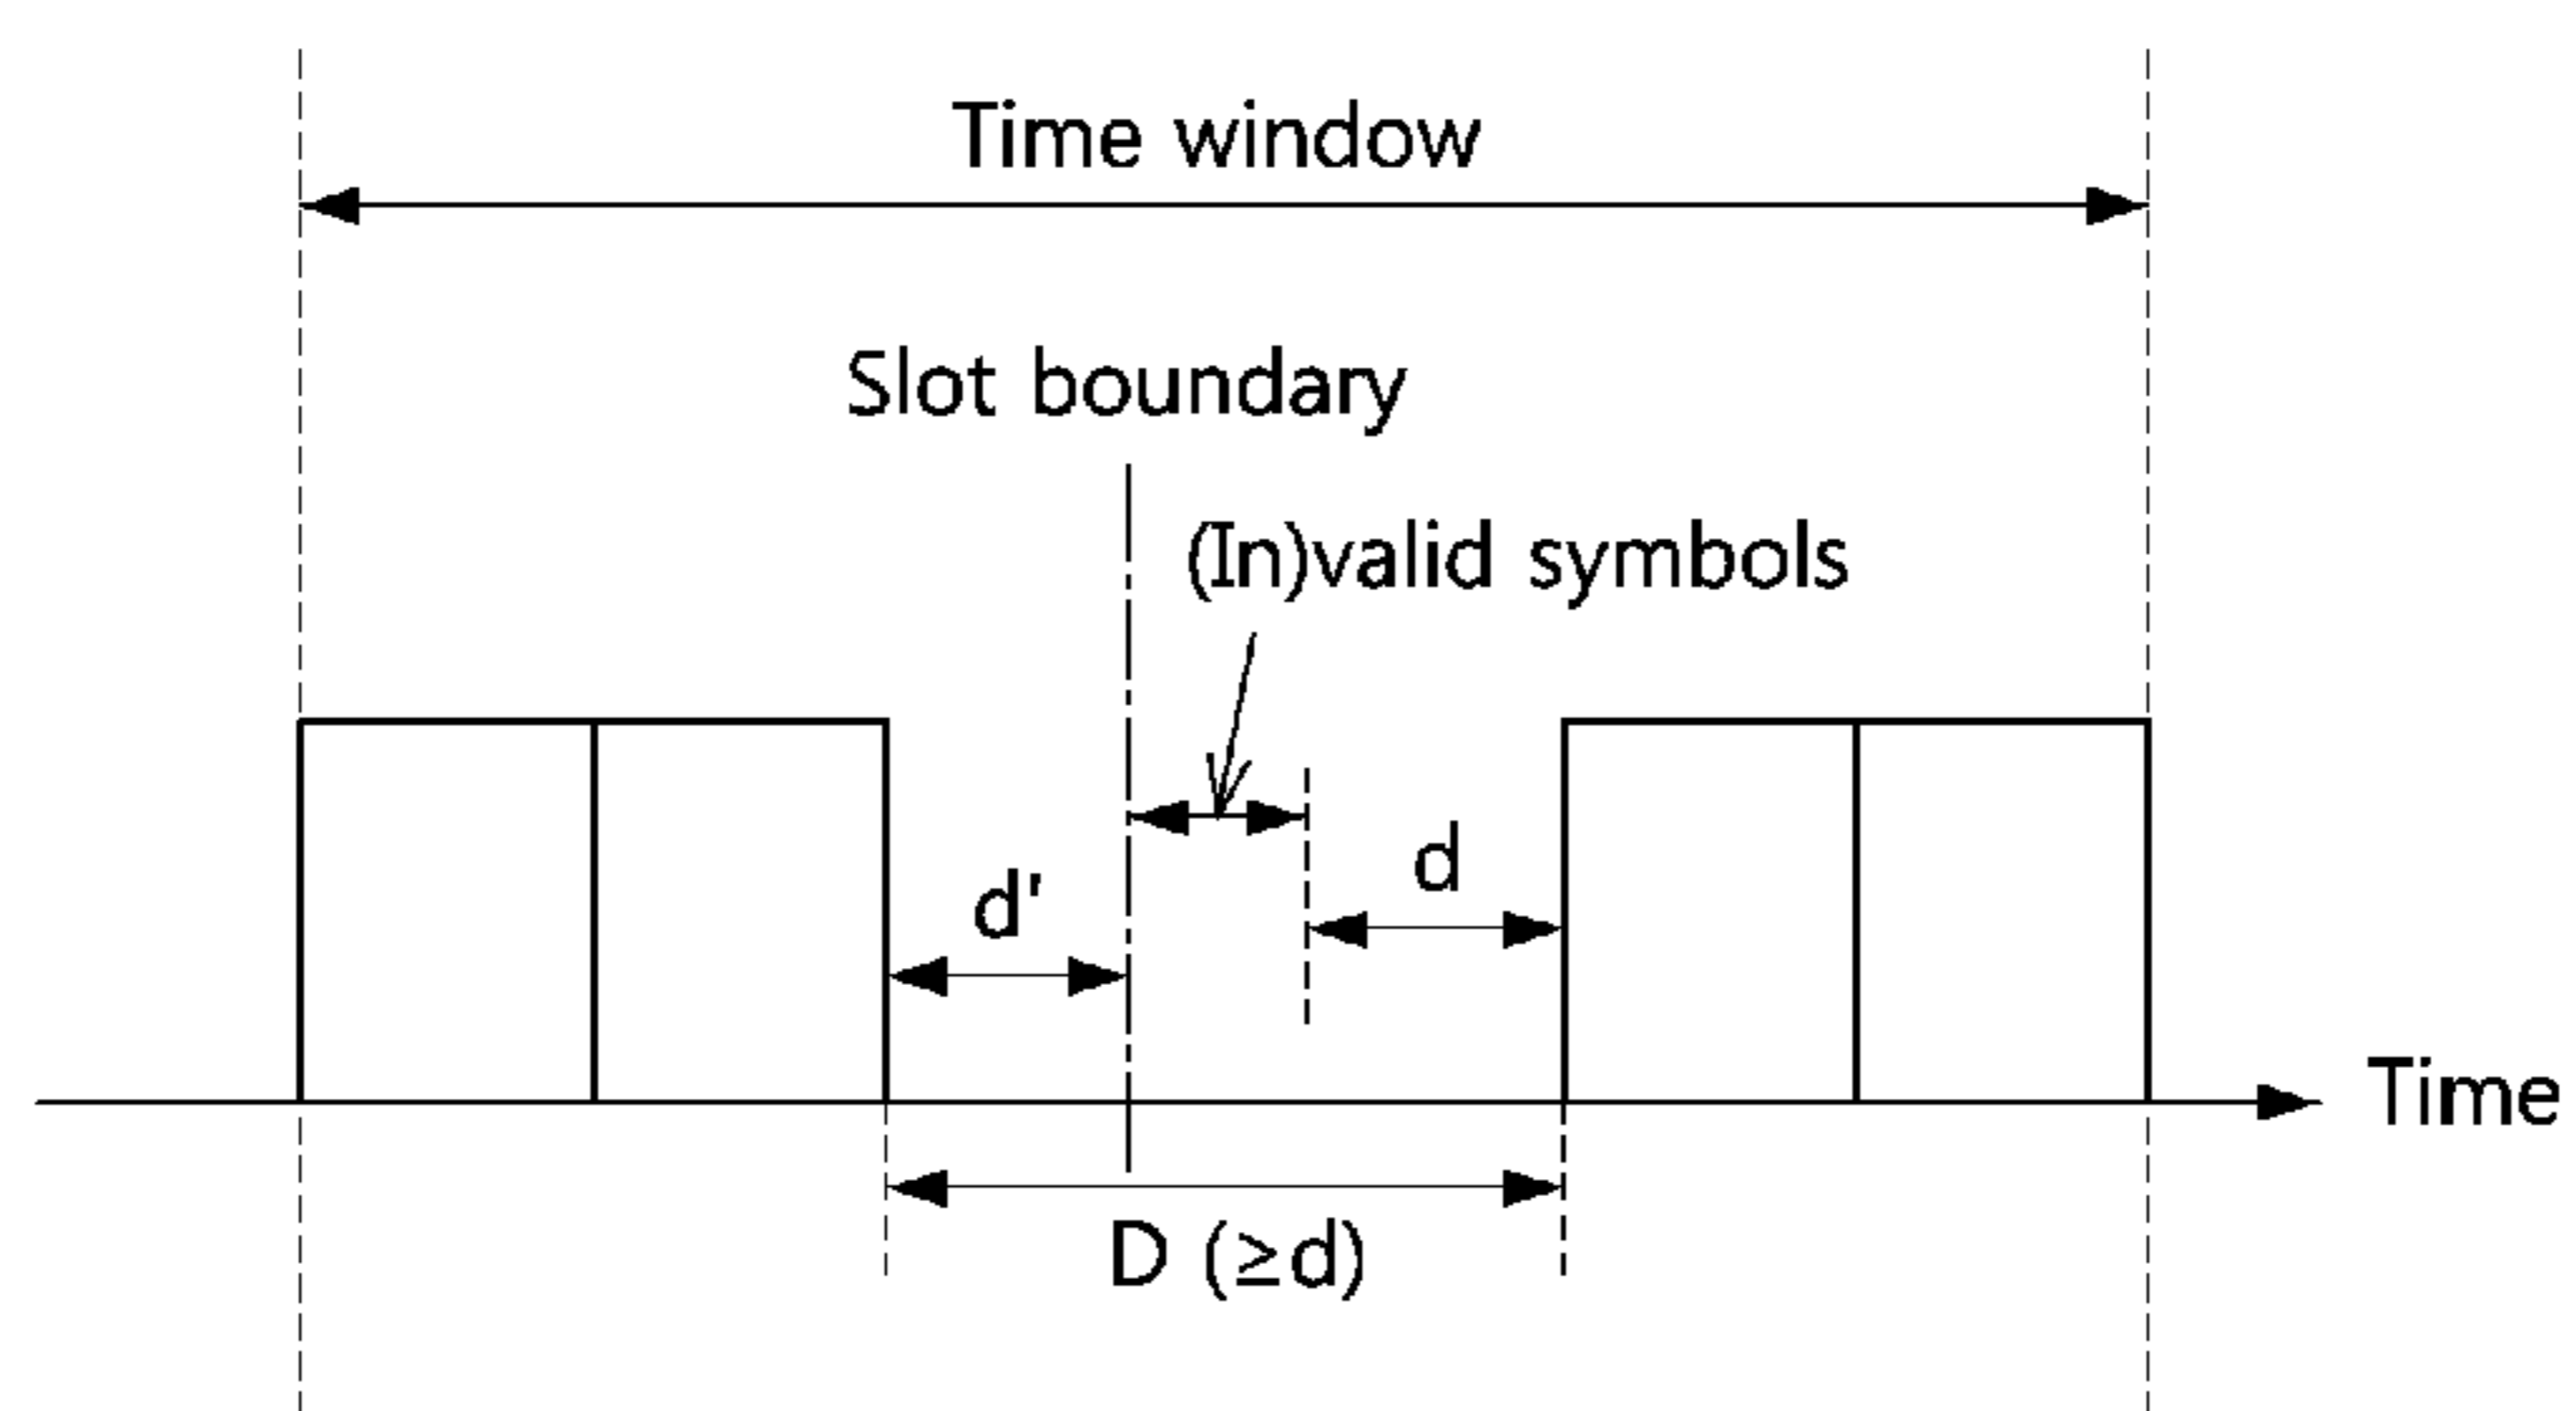 Time window
Slot boundary
(In)valid symbols
d
d'
Time
D (≥d)